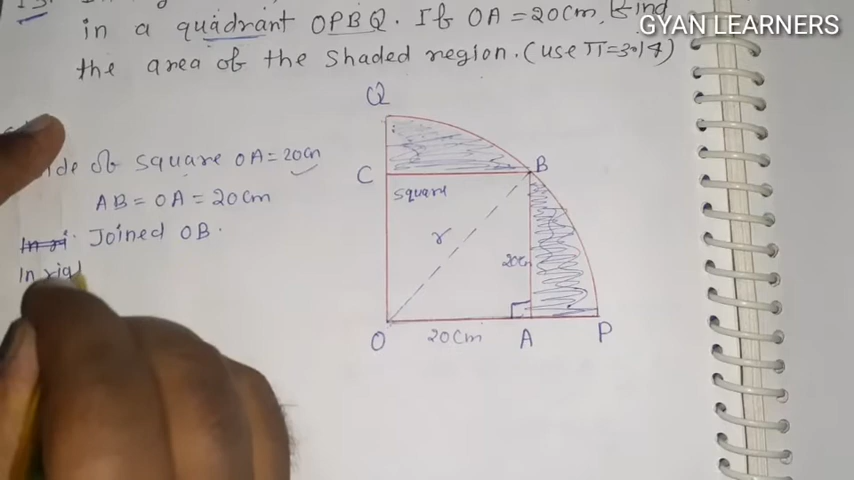 in a quadrant OPBQ. If OA = 20cm, Find
GYAN LEARNERS
the area of the shaded region. (use π=3.14)
Q
of square OA = 20cm
C
B
square
AB = OA = 20cm
Joined OB.
r
20cm
In
O
20cm
A
P